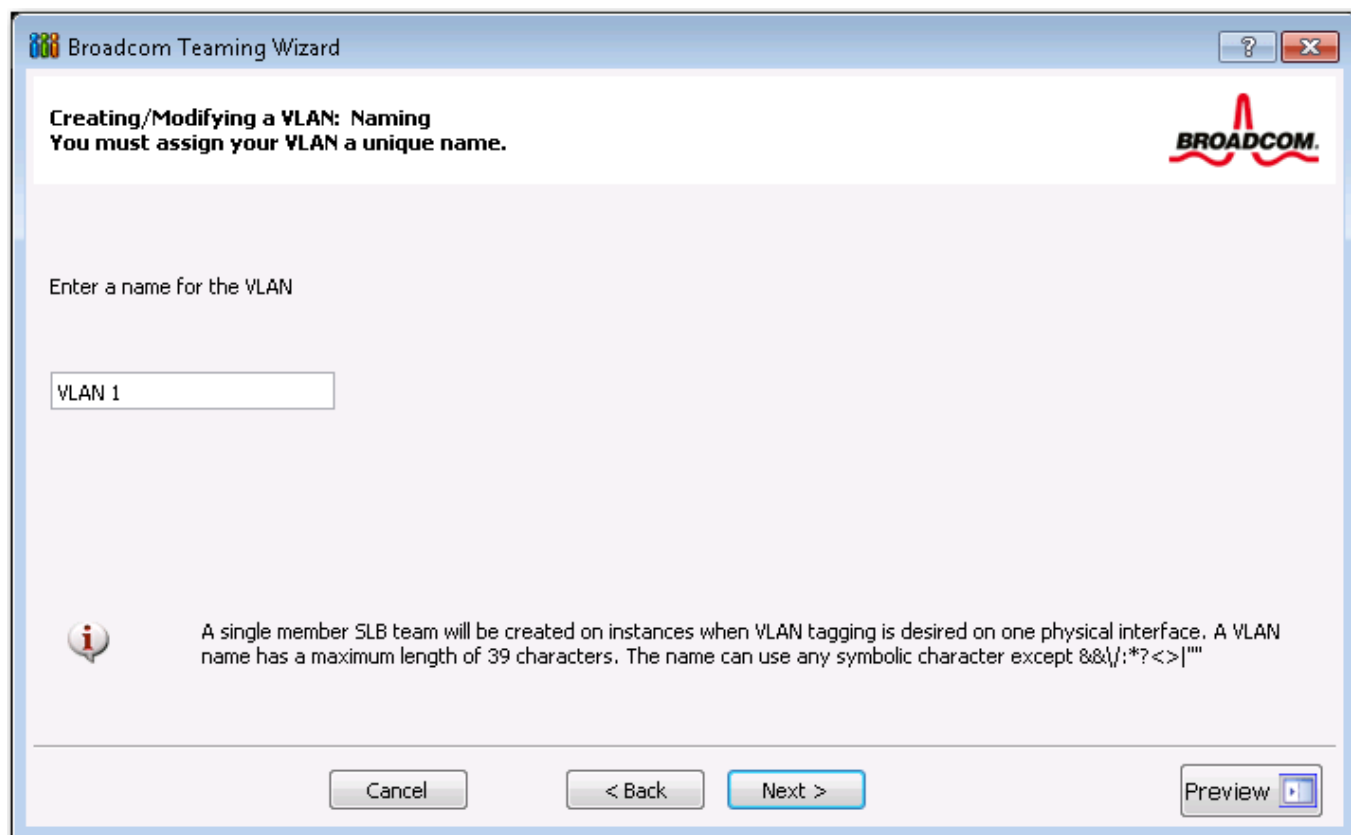 Broadcom Teaming Wizard
Creating/Modifying a VLAN: Naming
You must assign your VLAN a unique name.
BROADCOM.
Enter a name for the VLAN
VLAN 1
A single member SLB team will be created on instances when VLAN tagging is desired on one physical interface. A VLAN
name has a maximum length of 39 characters. The name can use any symbolic character except &&\/:*?<>|""
Cancel
< Back
Next >
Preview